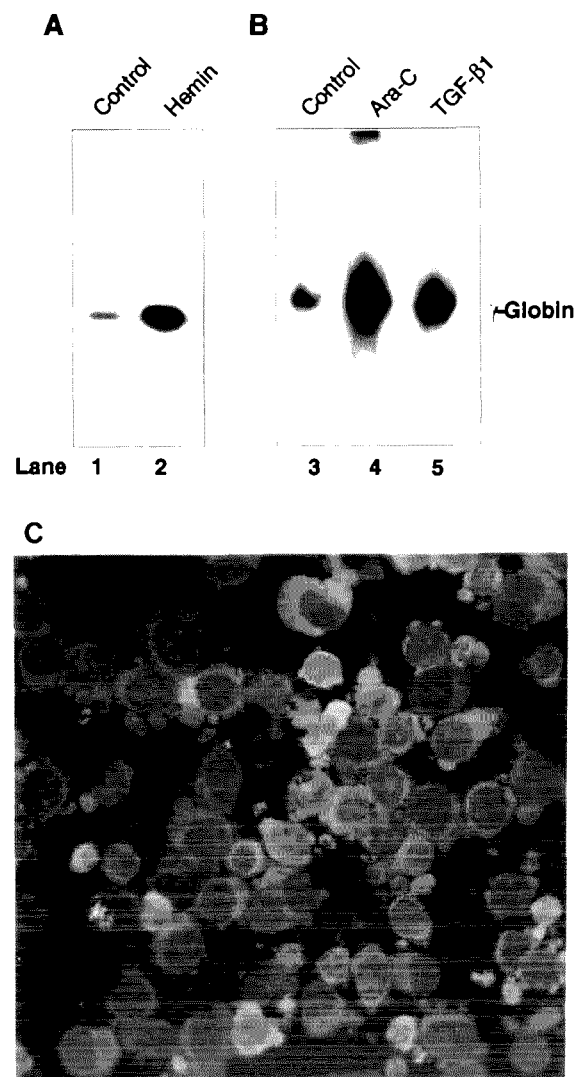 A
B
Control
Hemin
Control
Ara-C
TGF-β1
Globin
Lane 1 2 3 4 5
C